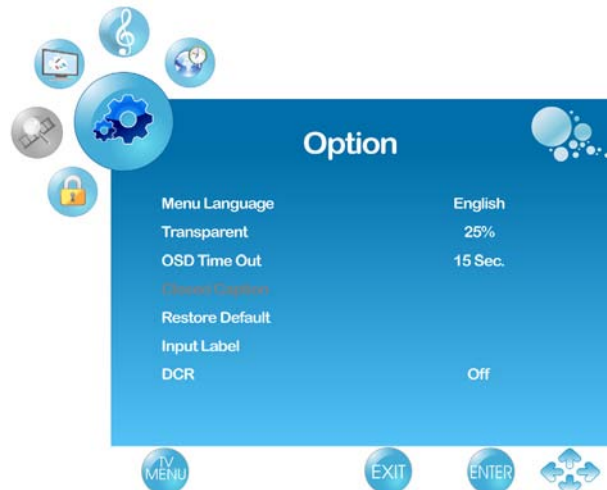 Option
Menu Language English
Transparent 25%
OSD Time Out 15 Sec.
Closed Caption
Restore Default
Input Label
DCR Off
TV MENU EXIT ENTER